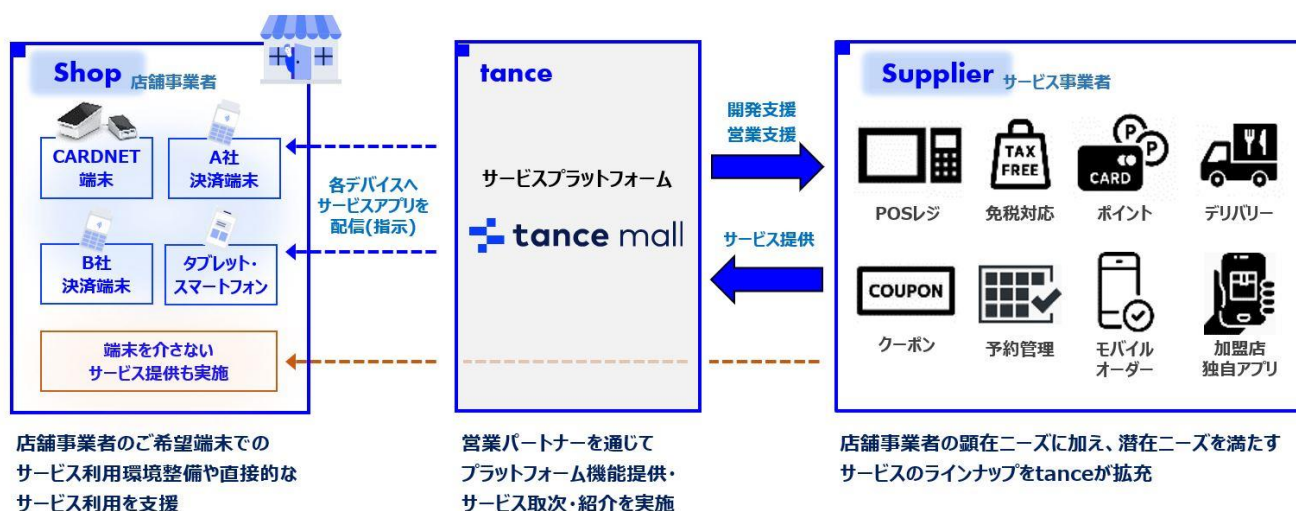 Shop 店舗事業者
CARDNET
端末
A社
決済端末
B社
決済端末
タブレット・
スマートフォン
端末を介さない
サービス提供も実施
各デバイスへ
サービスアプリを
配信(指示)
tance
サービスプラットフォーム
tance mall
開発支援
営業支援
サービス提供
Supplier サービス事業者
POSレジ
TAX
FREE
免税対応
P
P
CARD
ポイント
デリバリー
COUPON
クーポン
予約管理
モバイル
オーダー
加盟店
独自アプリ
店舗事業者のご希望端末での
サービス利用環境整備や直接的な
サービス利用を支援
営業パートナーを通じて
プラットフォーム機能提供・
サービス取次・紹介を実施
店舗事業者の顕在ニーズに加え、潜在ニーズを満たす
サービスのラインナップをtanceが拡充